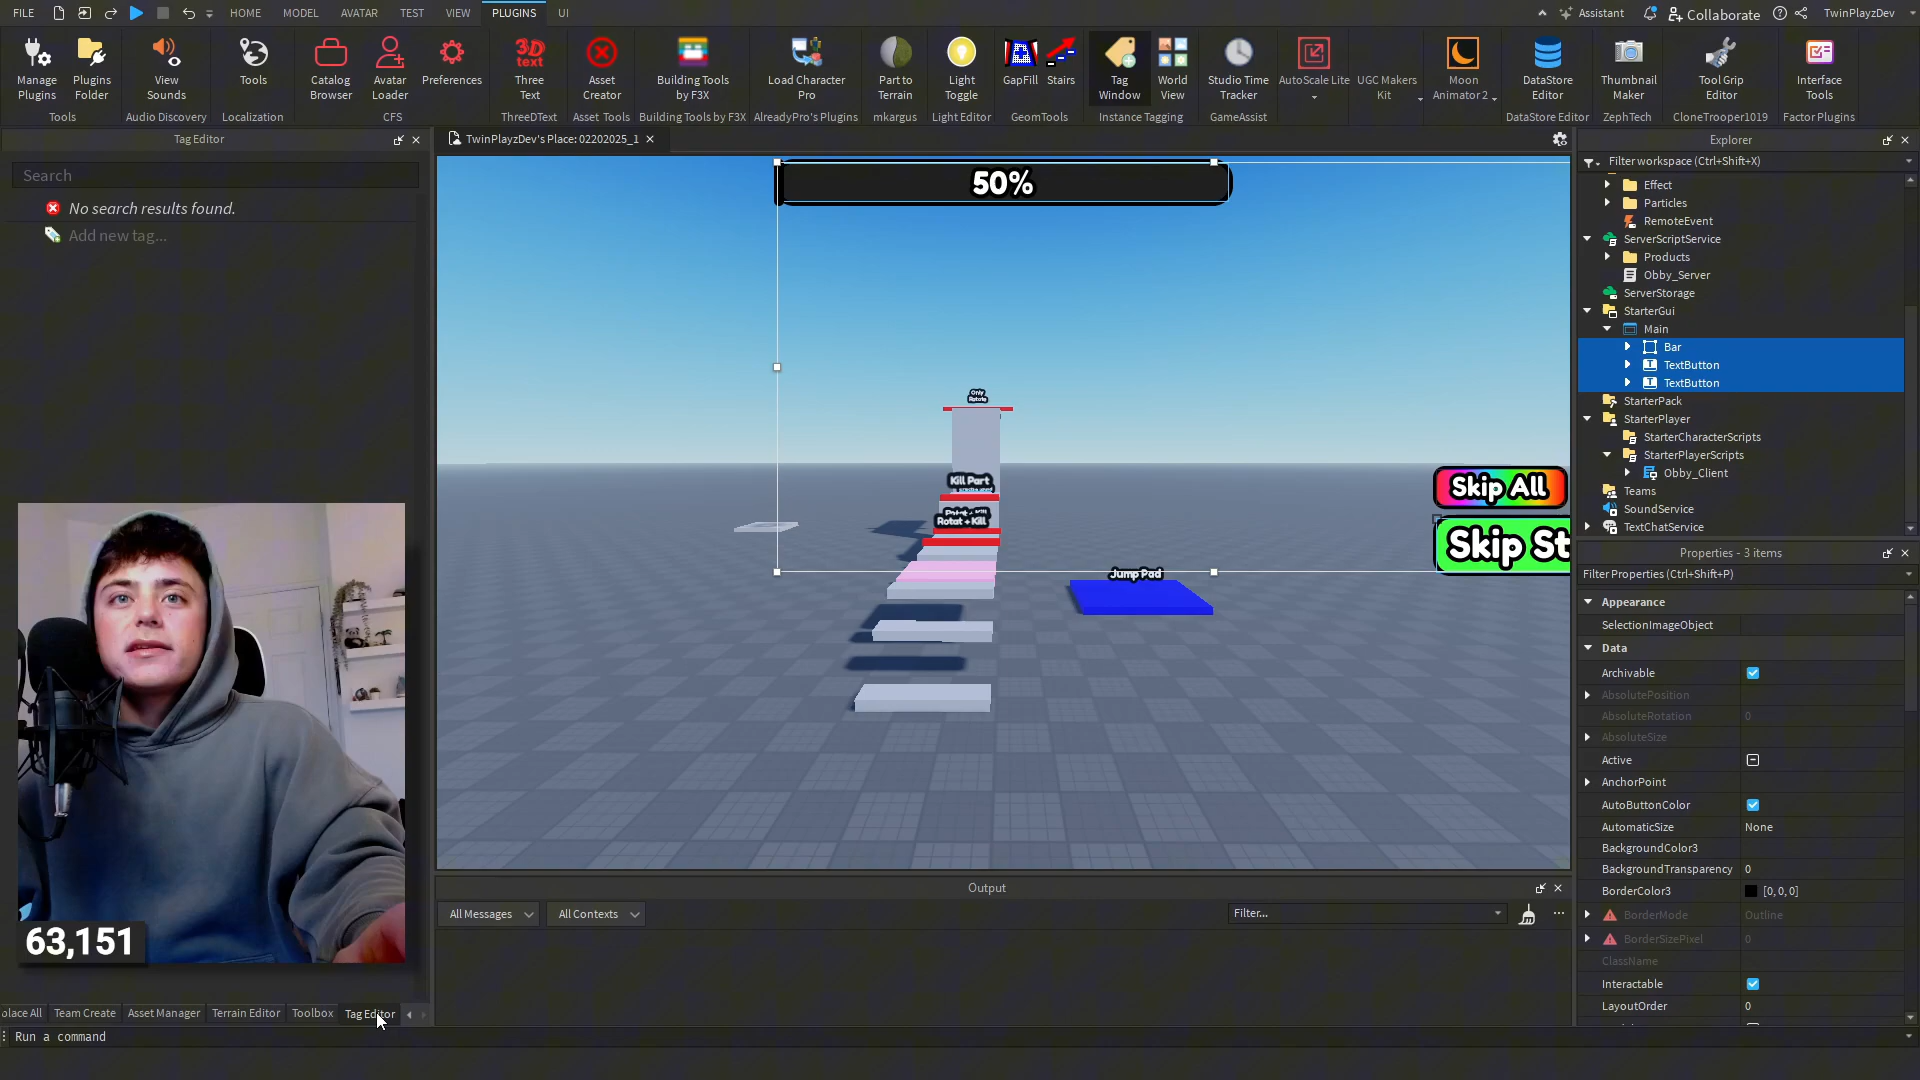 FILE
HOME
MODEL
AVATAR
TEST
VIEW
PLUGINS
UI
Assistant
Collaborate
TwinPlayzDev
Manage Plugins
Plugins Folder
View Sounds
Tools
Catalog Browser
Avatar Loader
Preferences
Three Text
Asset Creator
Building Tools by F3X
Load Character Pro
Part to Terrain
Light Toggle
GapFill
Stairs
Tag Window
World View
Studio Time Tracker
AutoScale Lite
UGC Makers Kit
Moon Animator 2
DataStore Editor
Thumbnail Maker
Tool Grip Editor
Interface Tools
3D text
Tools
Audio Discovery
Localization
CFS
ThreeDText
Asset Tools
Building Tools by F3X
AlreadyPro's Plugins
mkargus
Light Editor
GeomTools
Instance Tagging
GameAssist
DataStore Editor
ZephTech
CloneTrooper1019
Factor Plugins
Tag Editor
Search
No search results found.
Add new tag...
63,151
olace All
Team Create
Asset Manager
Terrain Editor
Toolbox
Tag Editor
Run a command
TwinPlayzDev's Place: 02202025_1
50%
Only
Rotate
Kill Part
Rotat + Kill
Jump Pad
Skip All
Skip St
Output
All Messages
All Contexts
Filter...
Explorer
Filter workspace (Ctrl+Shift+X)
Effect
Particles
RemoteEvent
ServerScriptService
Products
Obby_Server
ServerStorage
StarterGui
Main
Bar
TextButton
TextButton
StarterPack
StarterPlayer
StarterCharacterScripts
StarterPlayerScripts
Obby_Client
Teams
SoundService
TextChatService
Properties - 3 items
Filter Properties (Ctrl+Shift+P)
Appearance
SelectionImageObject
Data
Archivable
AbsolutePosition
AbsoluteRotation 0
AbsoluteSize
Active
AnchorPoint
AutoButtonColor
AutomaticSize None
BackgroundColor3
BackgroundTransparency 0
BorderColor3 [0, 0, 0]
BorderMode Outline
BorderSizePixel 0
ClassName
Interactable
LayoutOrder 0